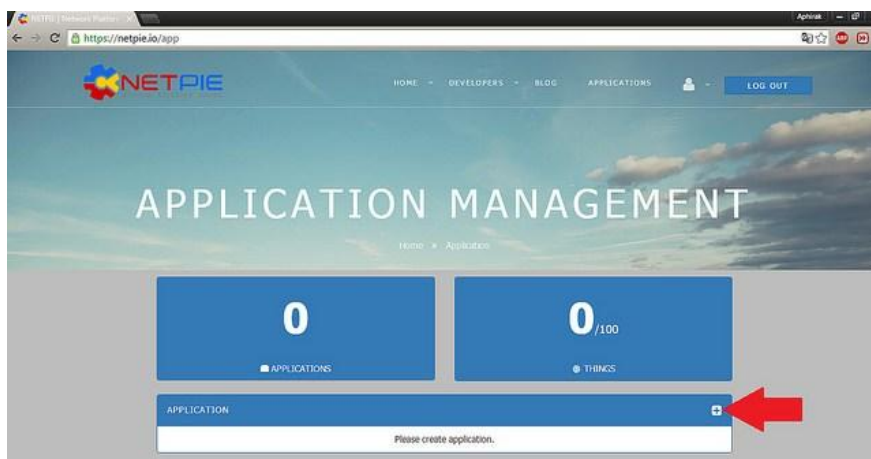 NETPIE | Network Platform
Aphirak
https://netpie.io/app
NETPIE
HOME
DEVELOPERS
BLOG
APPLICATIONS
LOG OUT
APPLICATION MANAGEMENT
Home » Application
0
APPLICATIONS
0/100
THINGS
APPLICATION
Please create application.